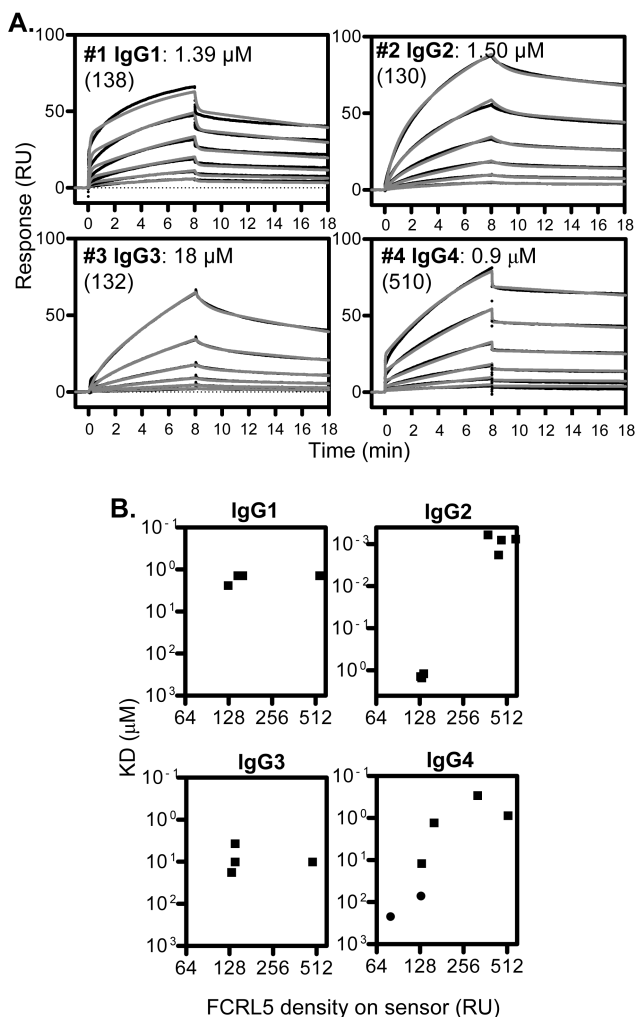 A.
#1 IgG1: 1.39 µM
(138)
#2 IgG2: 1.50 µM
(130)
100
50
0
0 2 4 6 8 10 12 14 16 18
100
50
0
0 2 4 6 8 10 12 14 16 18
Response (RU)
#3 IgG3: 18 µM
(132)
#4 IgG4: 0.9 µM
(510)
100
50
0
0 2 4 6 8 10 12 14 16 18
100
50
0
0 2 4 6 8 10 12 14 16 18
Time (min)
B.
IgG1
10-1
100
101
102
103
64 128 256 512
IgG2
10-3
10-2
10-1
100
64 128 256 512
KD (µM)
IgG3
10-1
100
101
102
103
64 128 256 512
IgG4
10-1
100
101
102
103
64 128 256 512
FCRL5 density on sensor (RU)